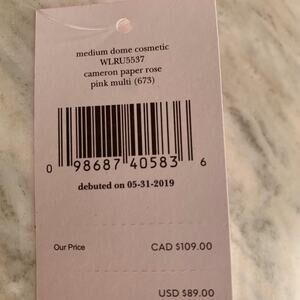 medium dome cosmetic
WLRU5537
cameron paper rose
pink multi (673)
0 98687 40583 6
debuted on 05-31-2019
Our Price CAD $109.00
USD $89.00